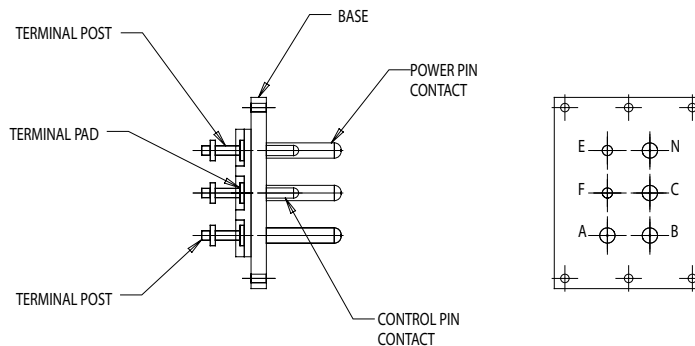 BASE
TERMINAL POST
POWER PIN
CONTACT
TERMINAL PAD
E N
F C
A B
TERMINAL POST
CONTROL PIN
CONTACT